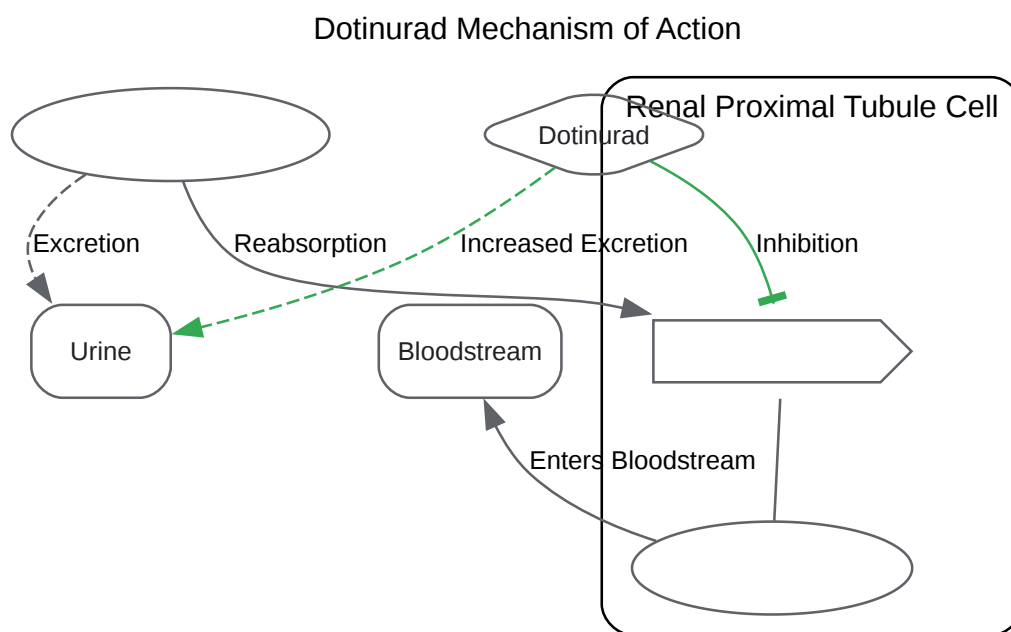 Dotinurad Mechanism of Action
Renal Proximal Tubule Cell
Dotinurad
Excretion
Reabsorption
Increased Excretion
Inhibition
Urine
Bloodstream
Enters Bloodstream